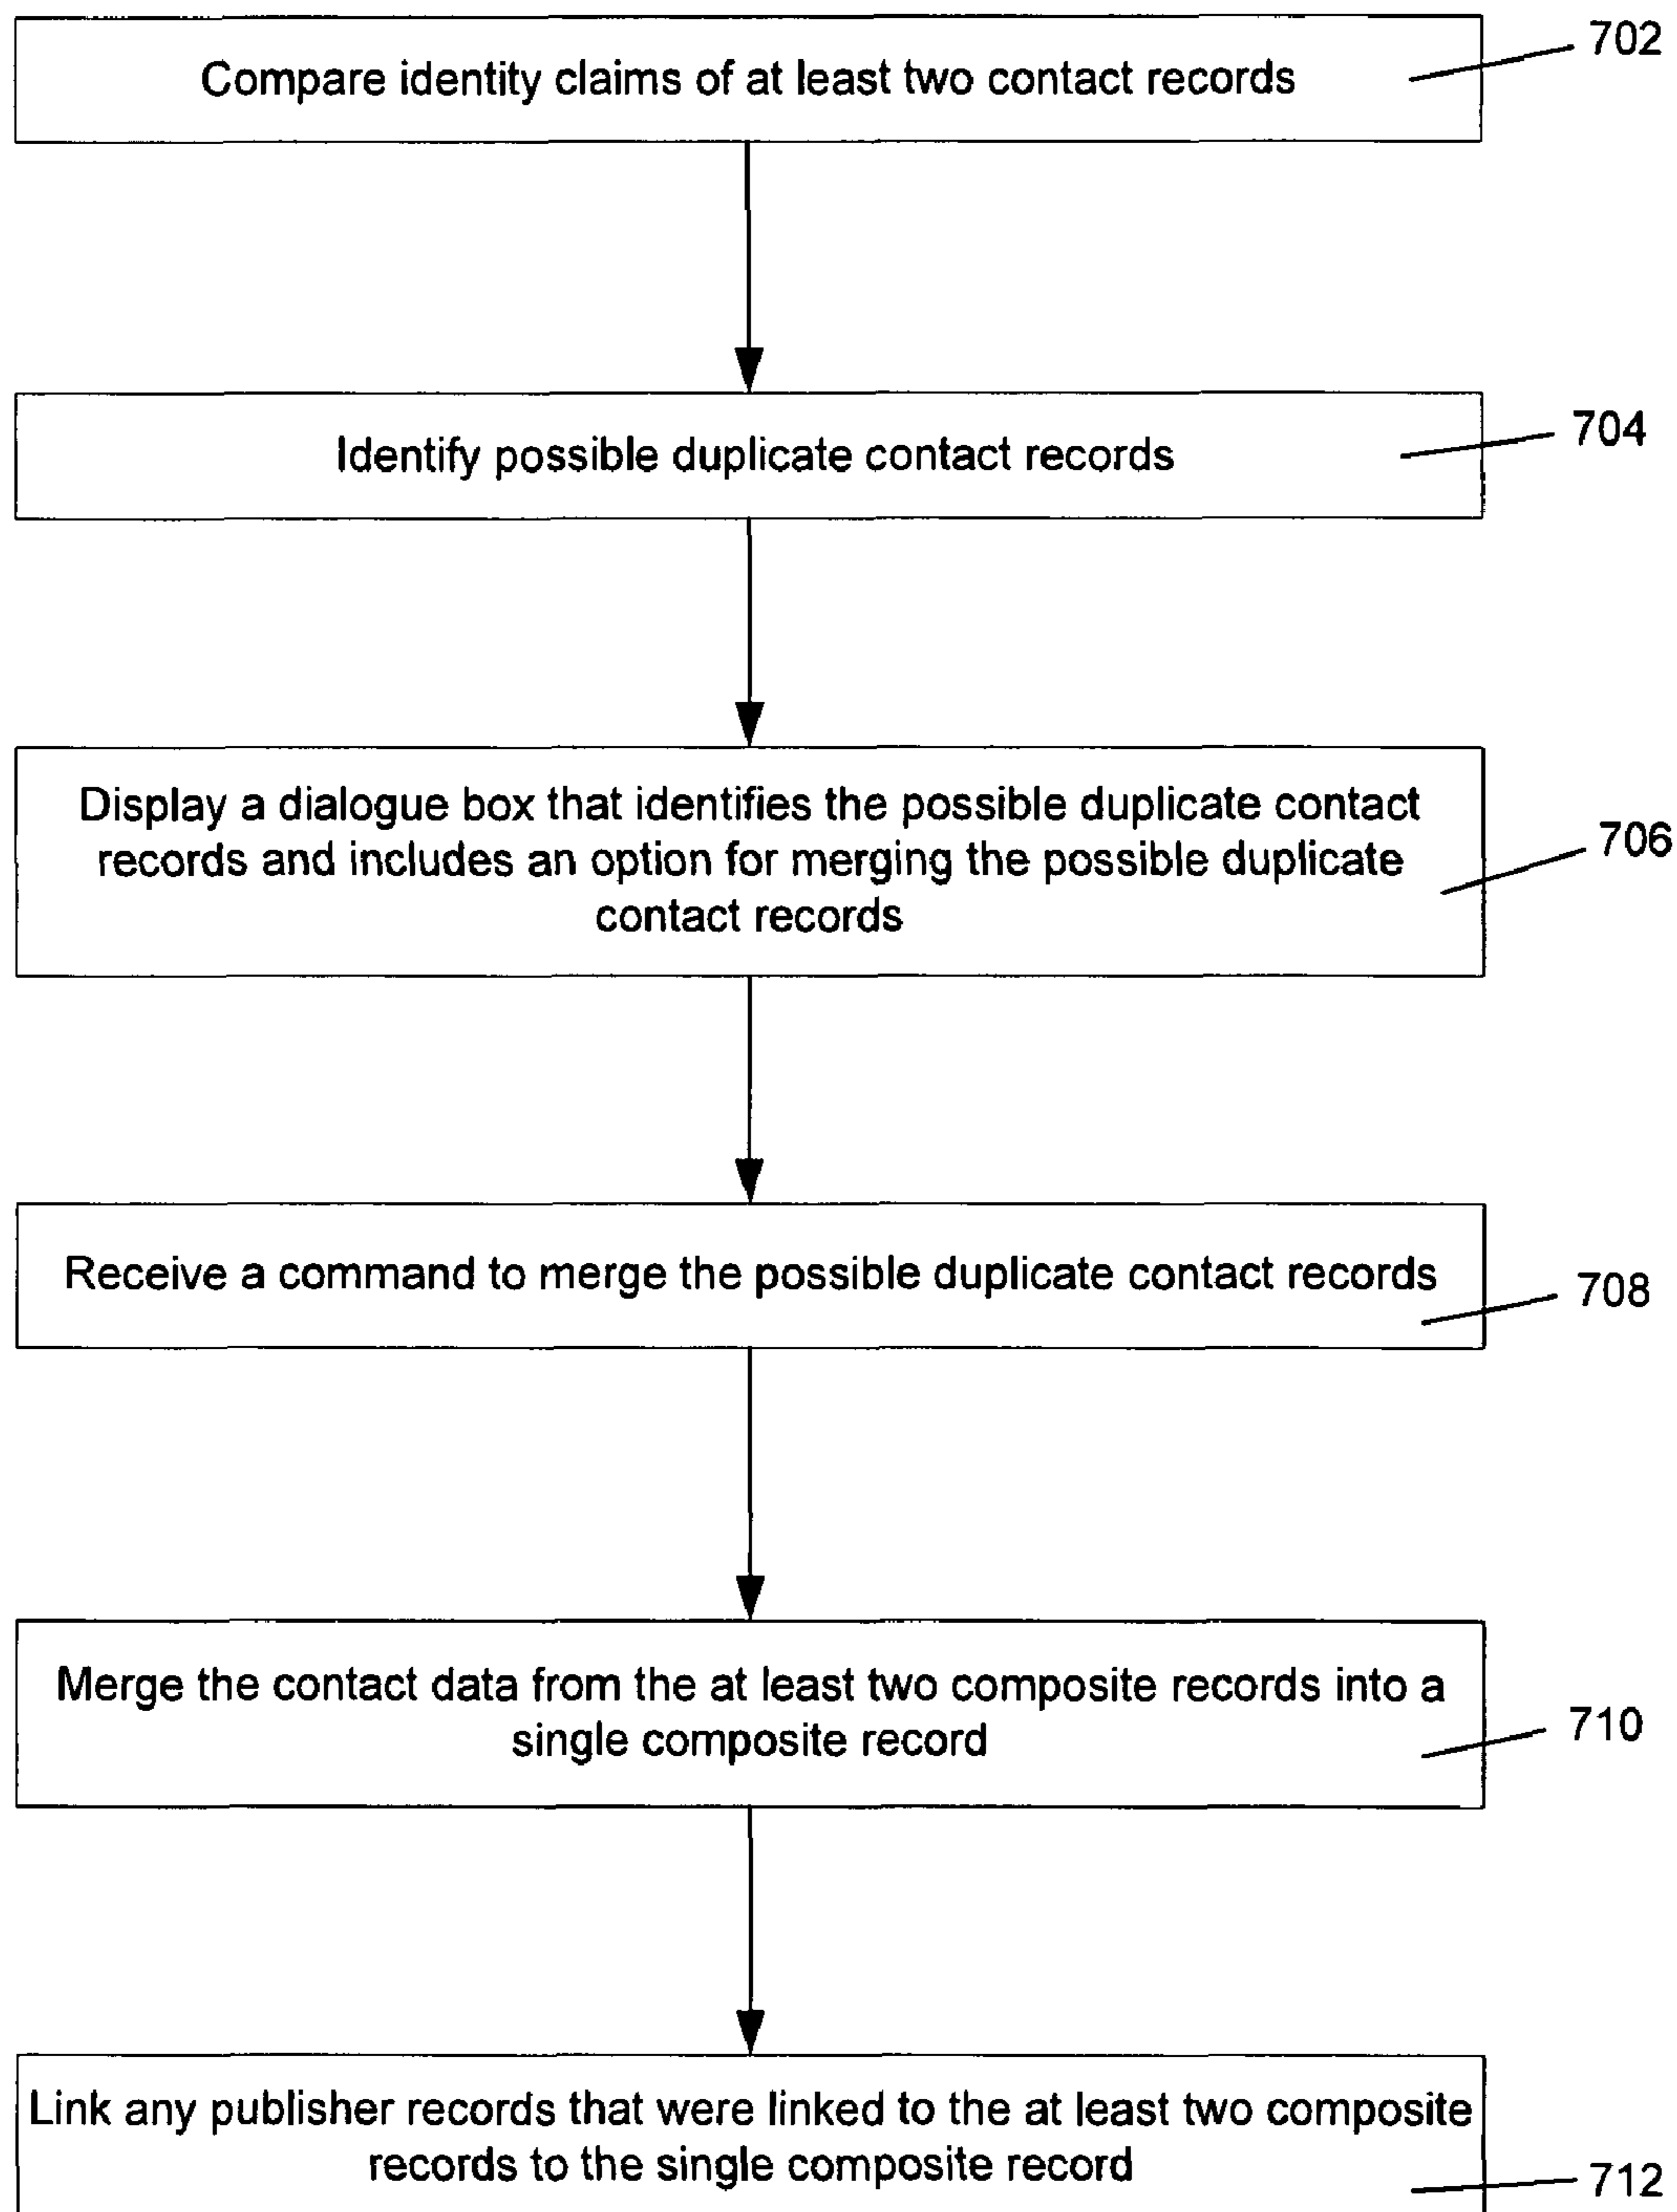 702
Compare identity claims of at least two contact records
704
Identify possible duplicate contact records
Display a dialogue box that identifies the possible duplicate contact
records and includes an option for merging the possible duplicate
contact records
706
Receive a command to merge the possible duplicate contact records
708
Merge the contact data from the at least two composite records into a
single composite record
710
Link any publisher records that were linked to the at least two composite
records to the single composite record
712